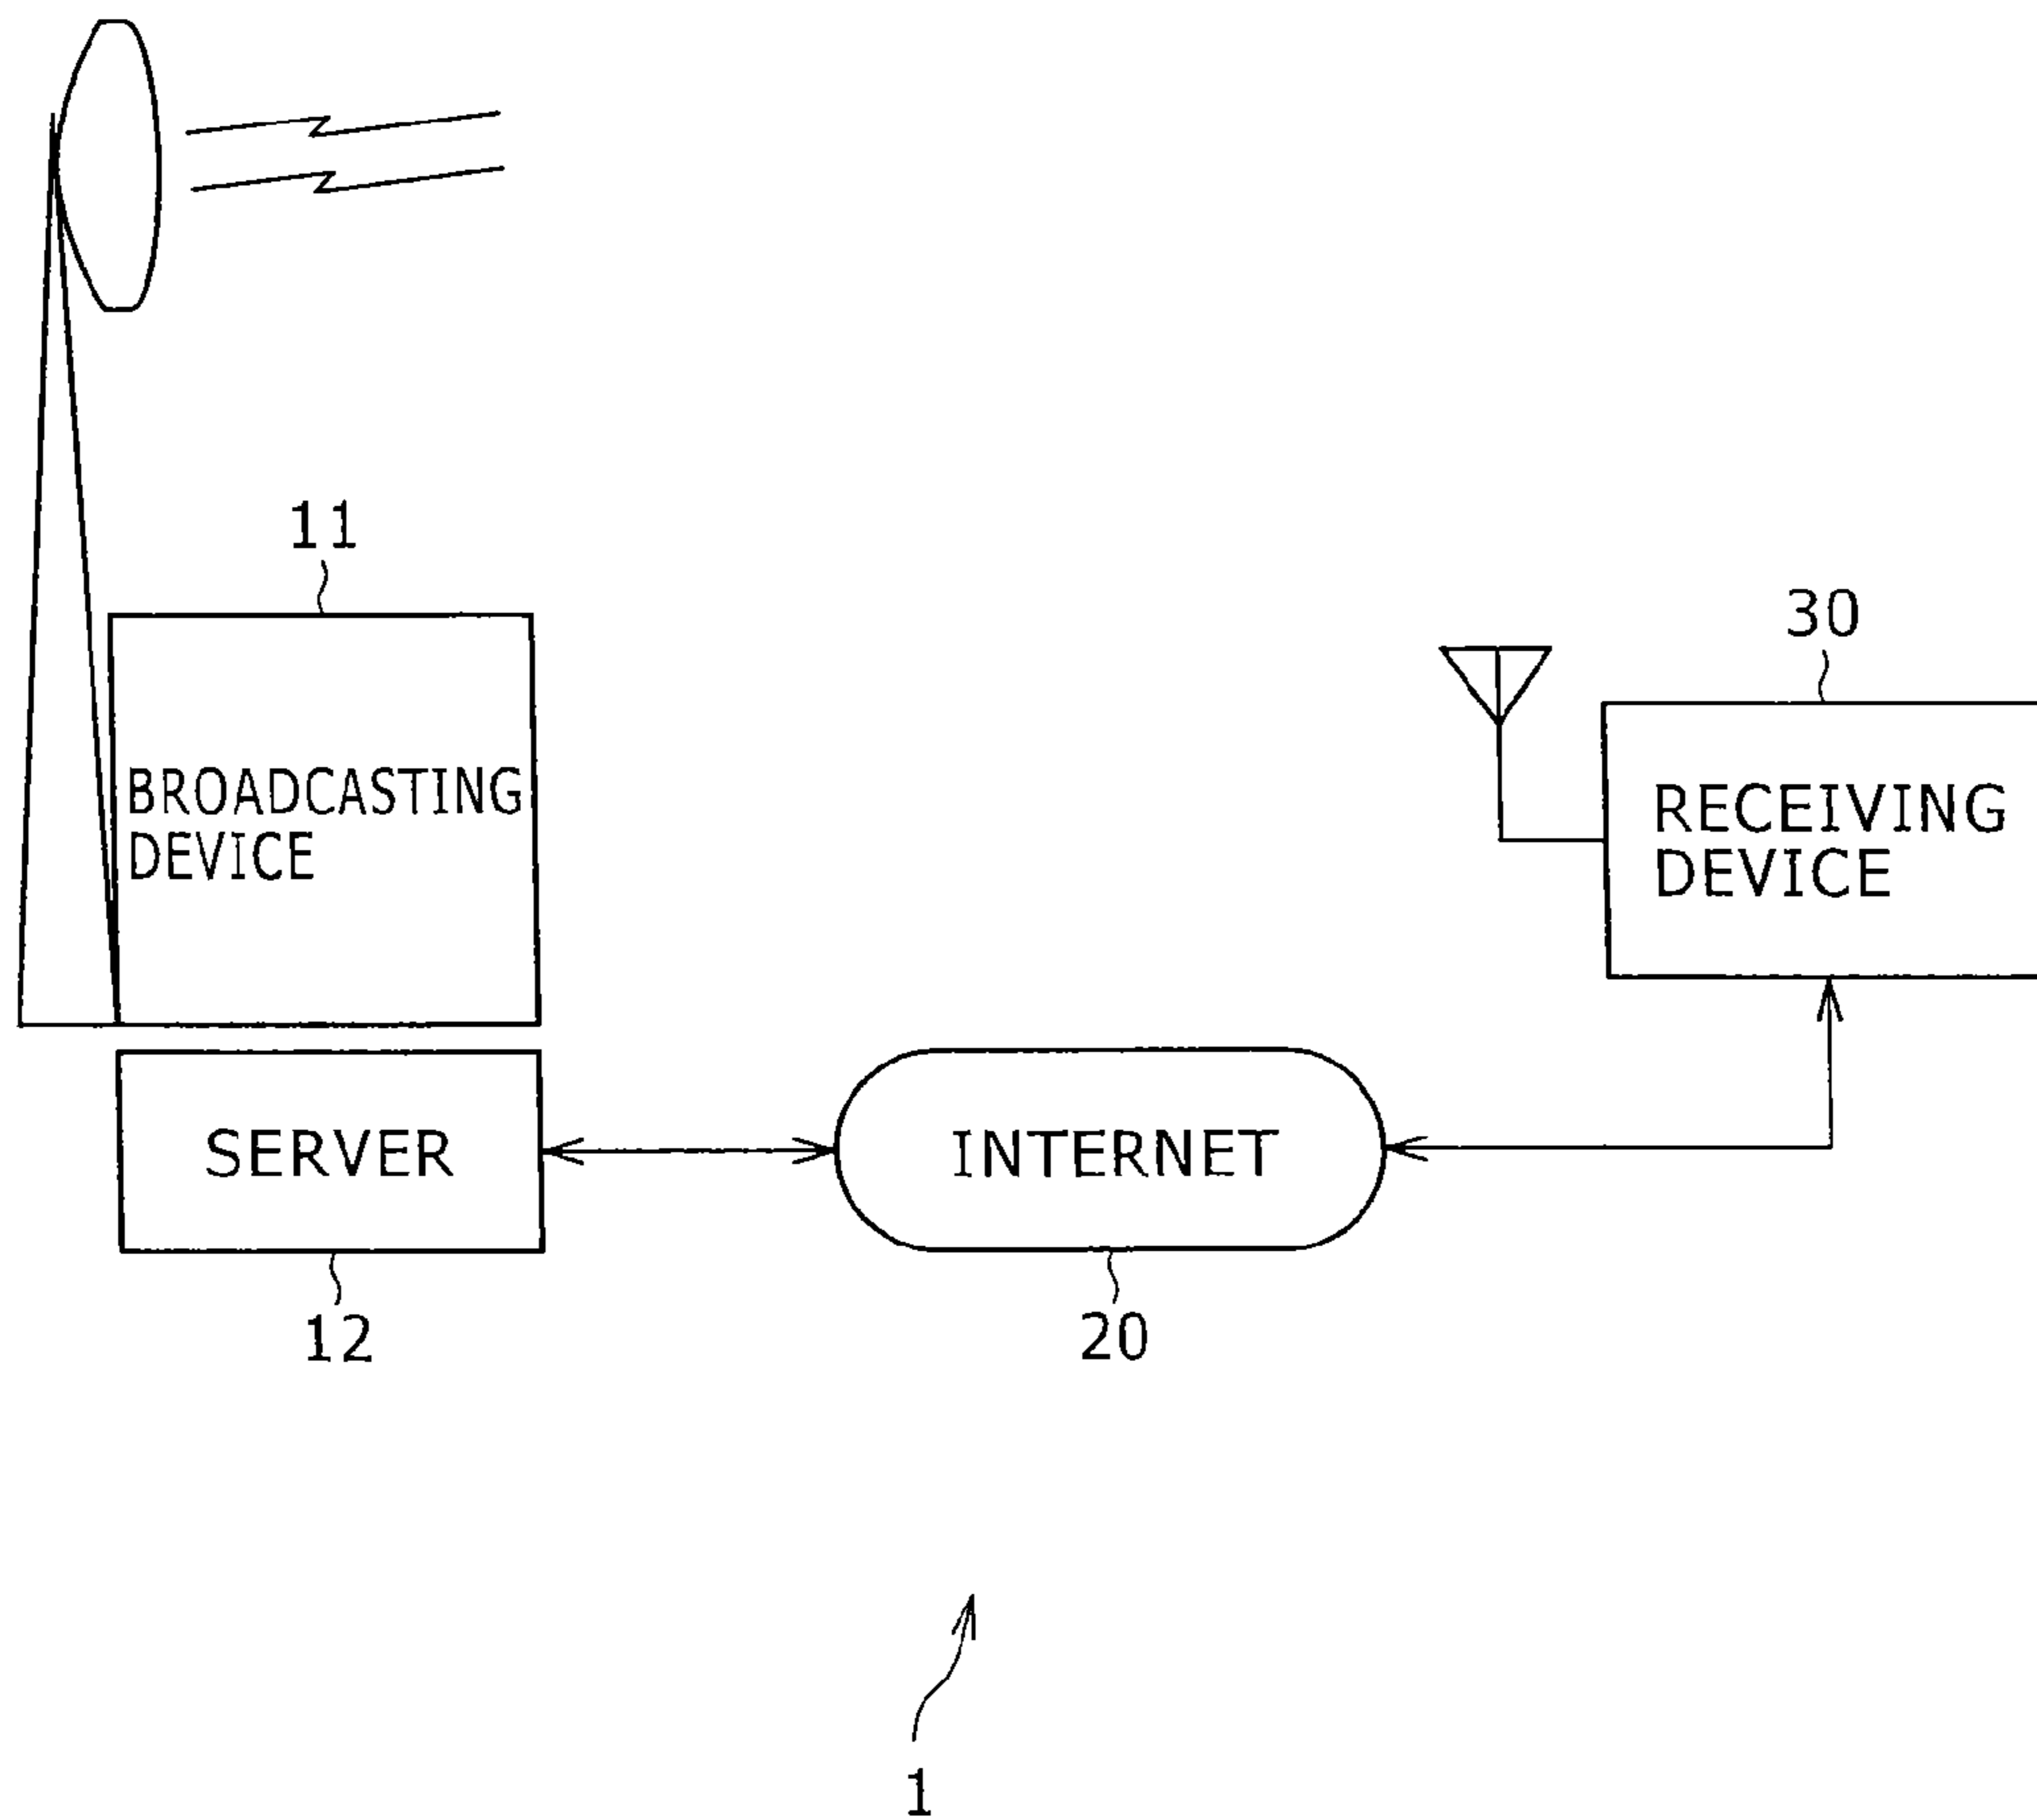 11
30
BROADCASTING
DEVICE
RECEIVING
DEVICE
SERVER
INTERNET
12
20
1